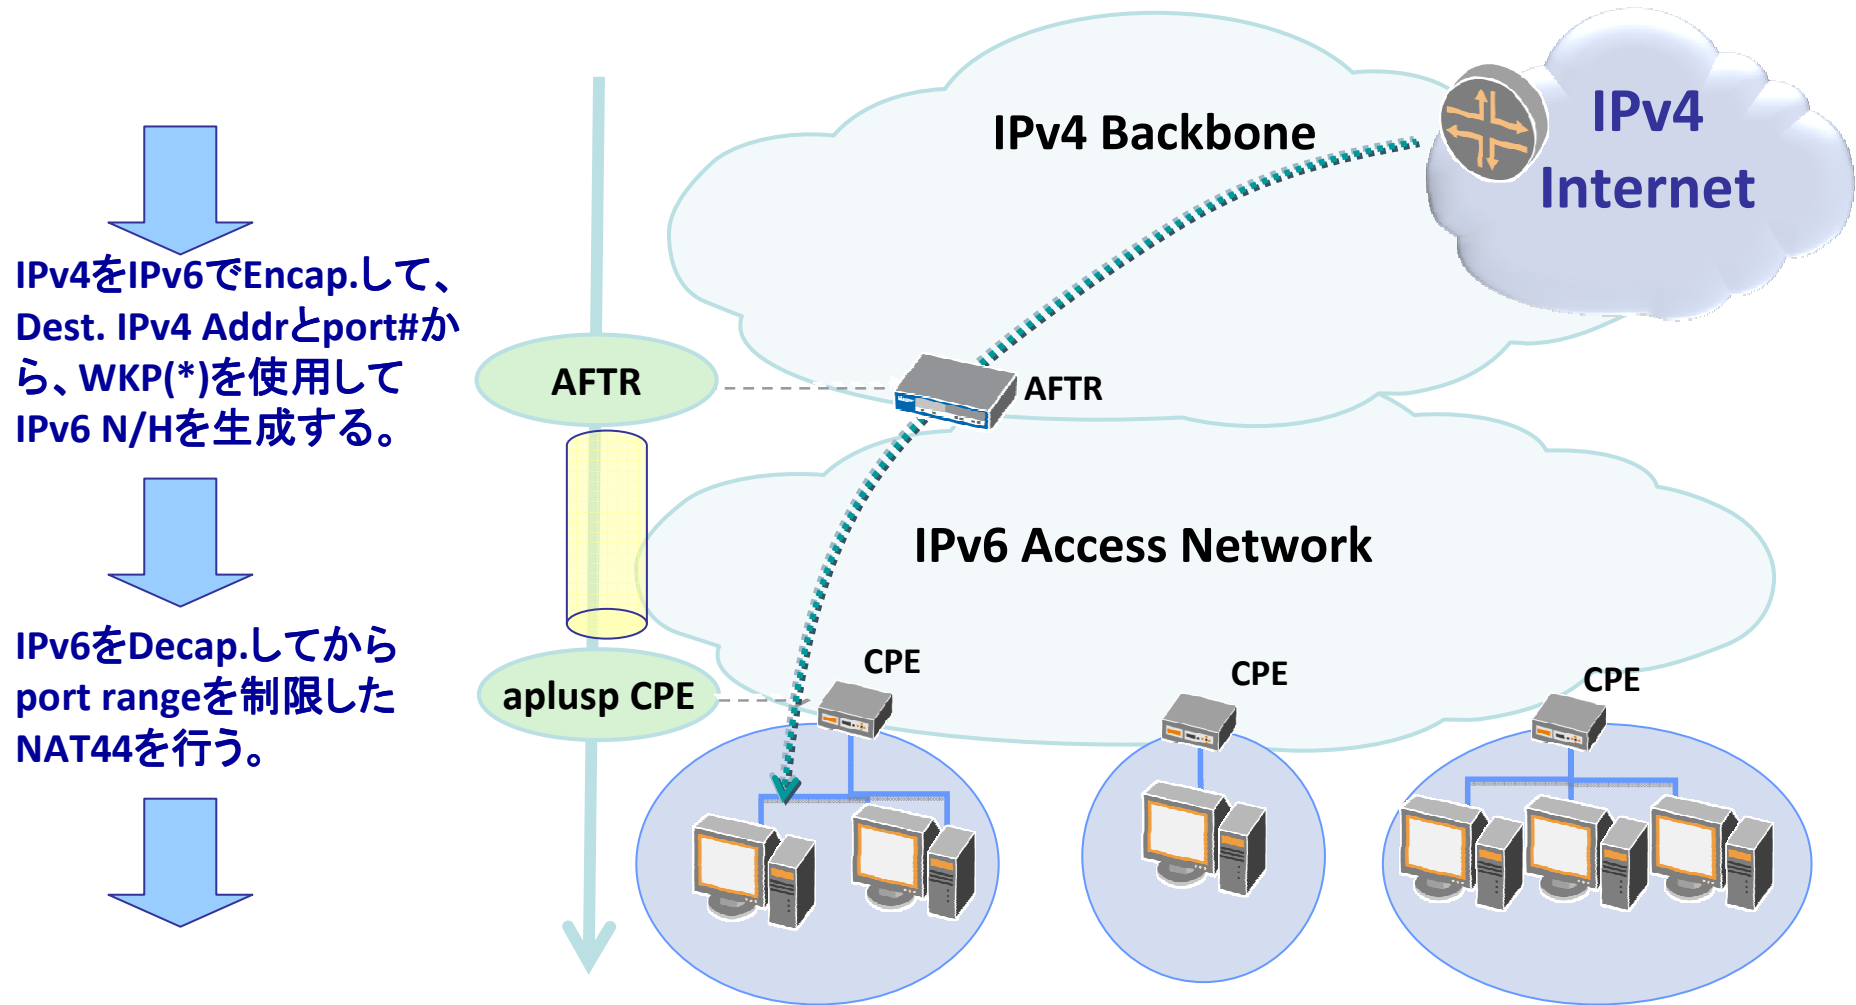 IPv4 Backbone
IPv4
Internet
IPv4をIPv6でEncap.して、
Dest. IPv4 Addrとport#か
ら、WKP(*)を使用して
IPv6 N/Hを生成する。
AFTR
AFTR
IPv6 Access Network
IPv6をDecap.してから
port rangeを制限した
NAT44を行う。
aplusp CPE
CPE
CPE
CPE